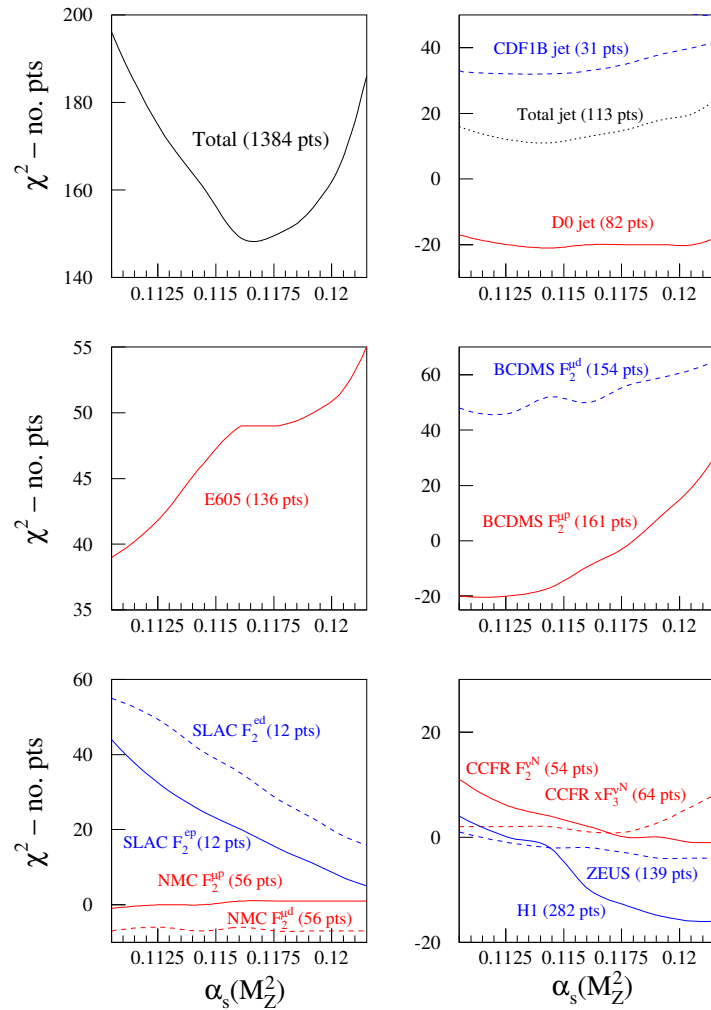 200
180
160
140
χ² – no. pts
Total (1384 pts)
0.1125 0.115 0.1175 0.12
40
20
0
-20
CDF1B jet (31 pts)
Total jet (113 pts)
D0 jet (82 pts)
0.1125 0.115 0.1175 0.12
55
50
45
40
35
χ² – no. pts
E605 (136 pts)
0.1125 0.115 0.1175 0.12
60
40
20
0
-20
BCDMS F₂^μd (154 pts)
BCDMS F₂^μp (161 pts)
0.1125 0.115 0.1175 0.12
60
40
20
0
χ² – no. pts
SLAC F₂^ed (12 pts)
SLAC F₂^ep (12 pts)
NMC F₂^μp (56 pts)
NMC F₂^μd (56 pts)
0.1125 0.115 0.1175 0.12
αₛ(M_Z²)
20
0
-20
CCFR F₂^νN (54 pts)
CCFR xF₃^νN (64 pts)
ZEUS (139 pts)
H1 (282 pts)
0.1125 0.115 0.1175 0.12
αₛ(M_Z²)